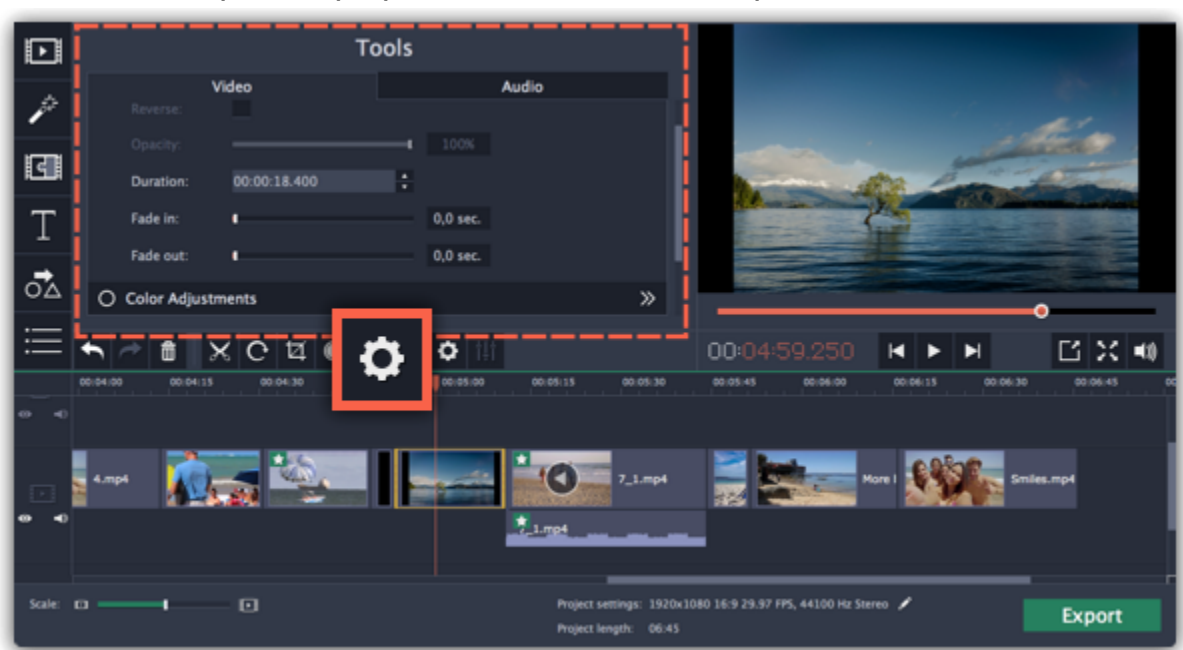 Tools
Video Audio
Reverse:
Opacity: 100%
Duration: 00:00:18.400
Fade in: 0,0 sec.
Fade out: 0,0 sec.
Color Adjustments
T
00:04:59.250
00:04:00 00:04:15 00:04:30 00:05:00 00:05:15 00:05:30 00:05:45 00:06:00 00:06:15 00:06:30 00:06:45
4.mp4 7_1.mp4 More Smiles.mp4
_1.mp4
Scale:
Project settings: 1920x1080 16:9 29.97 FPS, 44100 Hz Stereo
Project length: 06:45
Export